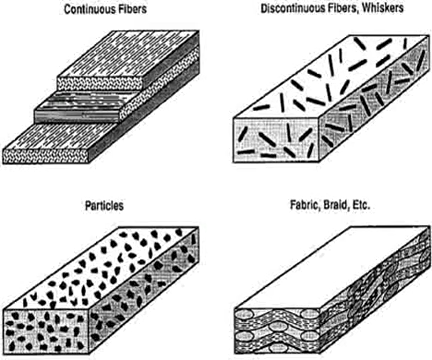 Continuous Fibers
Discontinuous Fibers, Whiskers
Particles
Fabric, Braid, Etc.